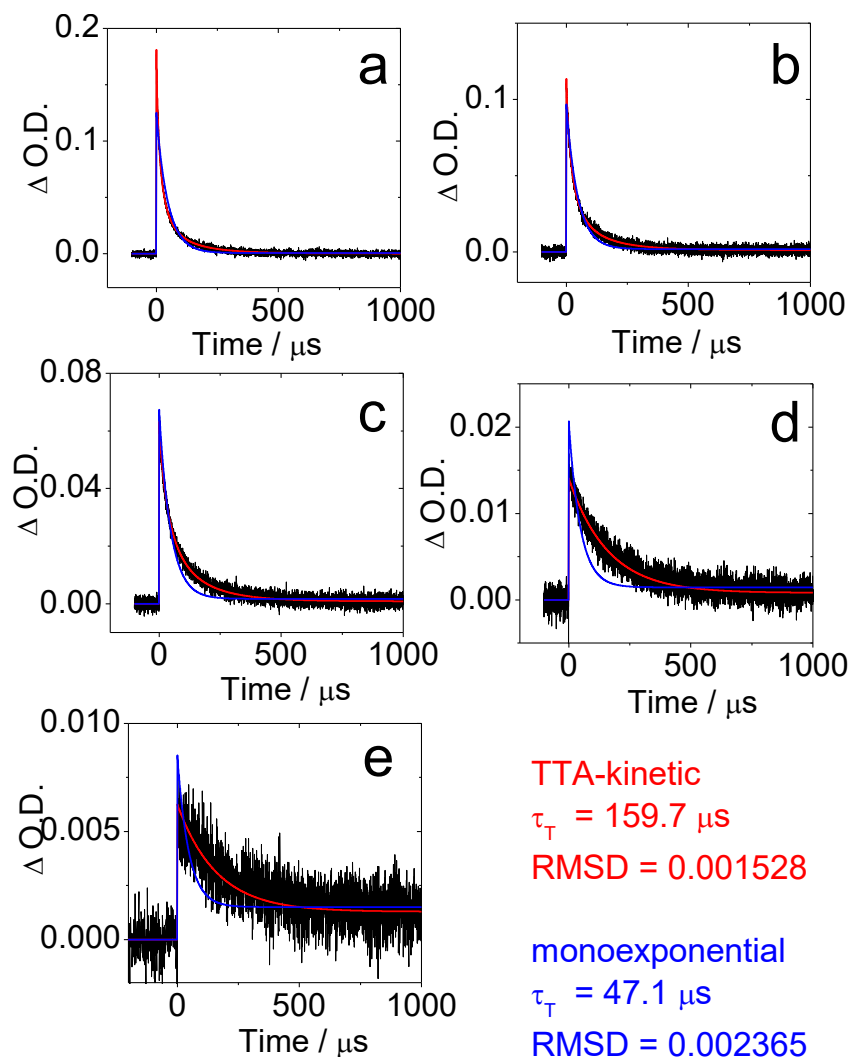 a
0.2
0.1
0.0
Δ O.D.
0 500 1000
Time / μs
b
0.1
0.0
Δ O.D.
0 500 1000
Time / μs
c
0.08
0.04
0.00
Δ O.D.
0 500 1000
Time / μs
d
0.02
0.01
0.00
Δ O.D.
0 500 1000
Time / μs
e
0.010
0.005
0.000
Δ O.D.
0 500 1000
Time / μs
TTA-kinetic
τT = 159.7 μs
RMSD = 0.001528
monoexponential
τT = 47.1 μs
RMSD = 0.002365